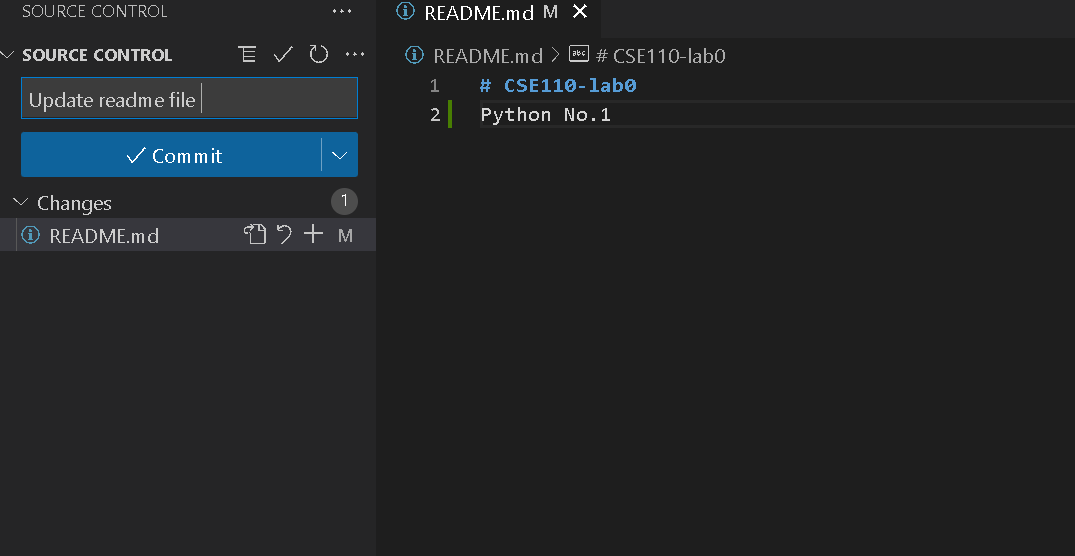 SOURCE CONTROL ...
SOURCE CONTROL ...
Update readme file
Commit
Changes 1
README.md M
README.md M
README.md > abc # CSE110-lab0
1 # CSE110-lab0
2 Python No.1